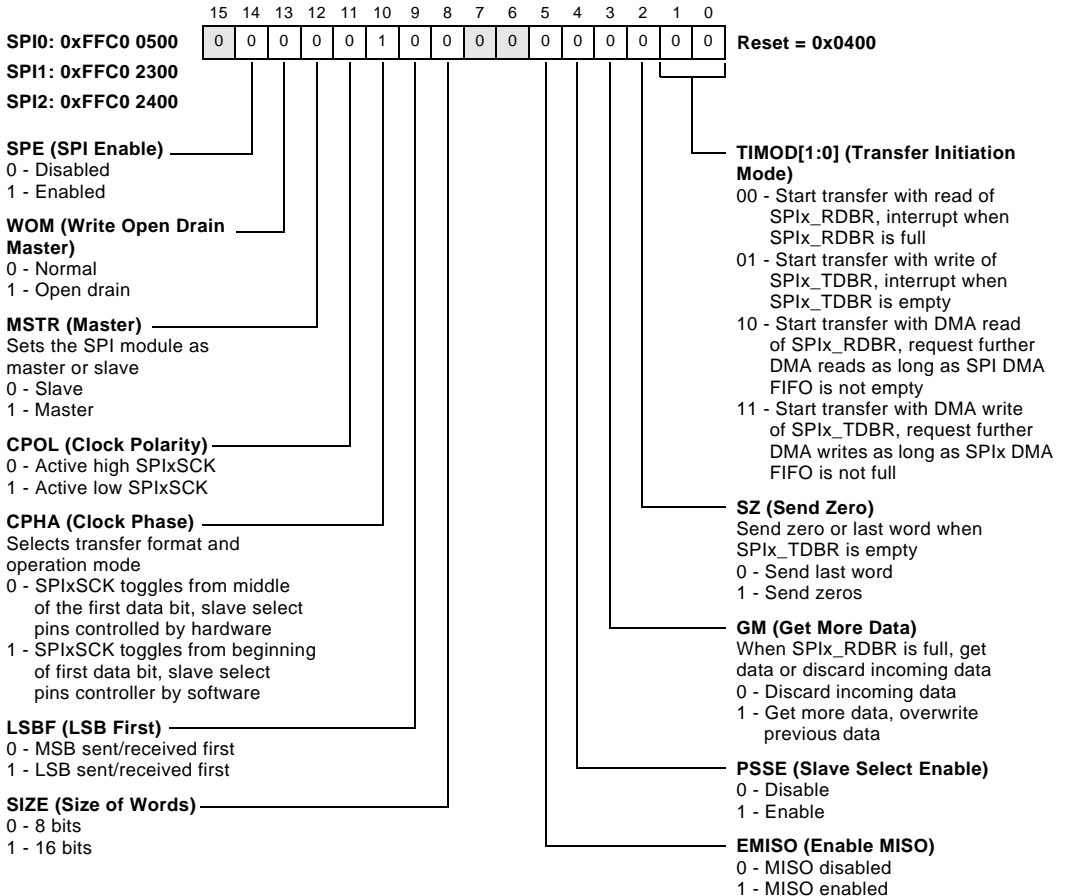 15 14 13 12 11 10 9 8 7 6 5 4 3 2 1 0
SPI0: 0xFFC0 0500
0 0 0 0 0 1 0 0 0 0 0 0 0 0 0 0
Reset = 0x0400
SPI1: 0xFFC0 2300
SPI2: 0xFFC0 2400
SPE (SPI Enable)
0 - Disabled
1 - Enabled
WOM (Write Open Drain
Master)
0 - Normal
1 - Open drain
MSTR (Master)
Sets the SPI module as
master or slave
0 - Slave
1 - Master
CPOL (Clock Polarity)
0 - Active high SPIxSCK
1 - Active low SPIxSCK
CPHA (Clock Phase)
Selects transfer format and
operation mode
0 - SPIxSCK toggles from middle
of the first data bit, slave select
pins controlled by hardware
1 - SPIxSCK toggles from beginning
of first data bit, slave select
pins controller by software
LSBF (LSB First)
0 - MSB sent/received first
1 - LSB sent/received first
SIZE (Size of Words)
0 - 8 bits
1 - 16 bits
TIMOD[1:0] (Transfer Initiation
Mode)
00 - Start transfer with read of
SPIx_RDBR, interrupt when
SPIx_RDBR is full
01 - Start transfer with write of
SPIx_TDBR, interrupt when
SPIx_TDBR is empty
10 - Start transfer with DMA read
of SPIx_RDBR, request further
DMA reads as long as SPI DMA
FIFO is not empty
11 - Start transfer with DMA write
of SPIx_TDBR, request further
DMA writes as long as SPIx DMA
FIFO is not full
SZ (Send Zero)
Send zero or last word when
SPIx_TDBR is empty
0 - Send last word
1 - Send zeros
GM (Get More Data)
When SPIx_RDBR is full, get
data or discard incoming data
0 - Discard incoming data
1 - Get more data, overwrite
previous data
PSSE (Slave Select Enable)
0 - Disable
1 - Enable
EMISO (Enable MISO)
0 - MISO disabled
1 - MISO enabled